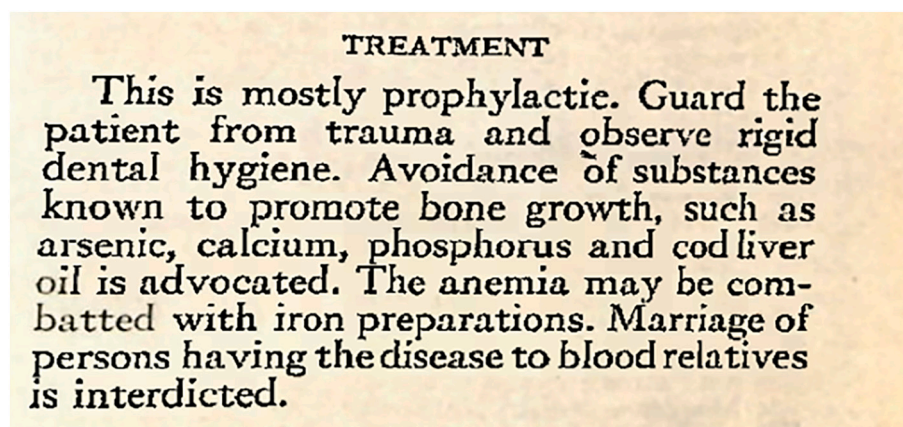 TREATMENT
This is mostly prophylactic. Guard the
patient from trauma and observe rigid
dental hygiene. Avoidance of substances
known to promote bone growth, such as
arsenic, calcium, phosphorus and cod liver
oil is advocated. The anemia may be com-
batted with iron preparations. Marriage of
persons having the disease to blood relatives
is interdicted.